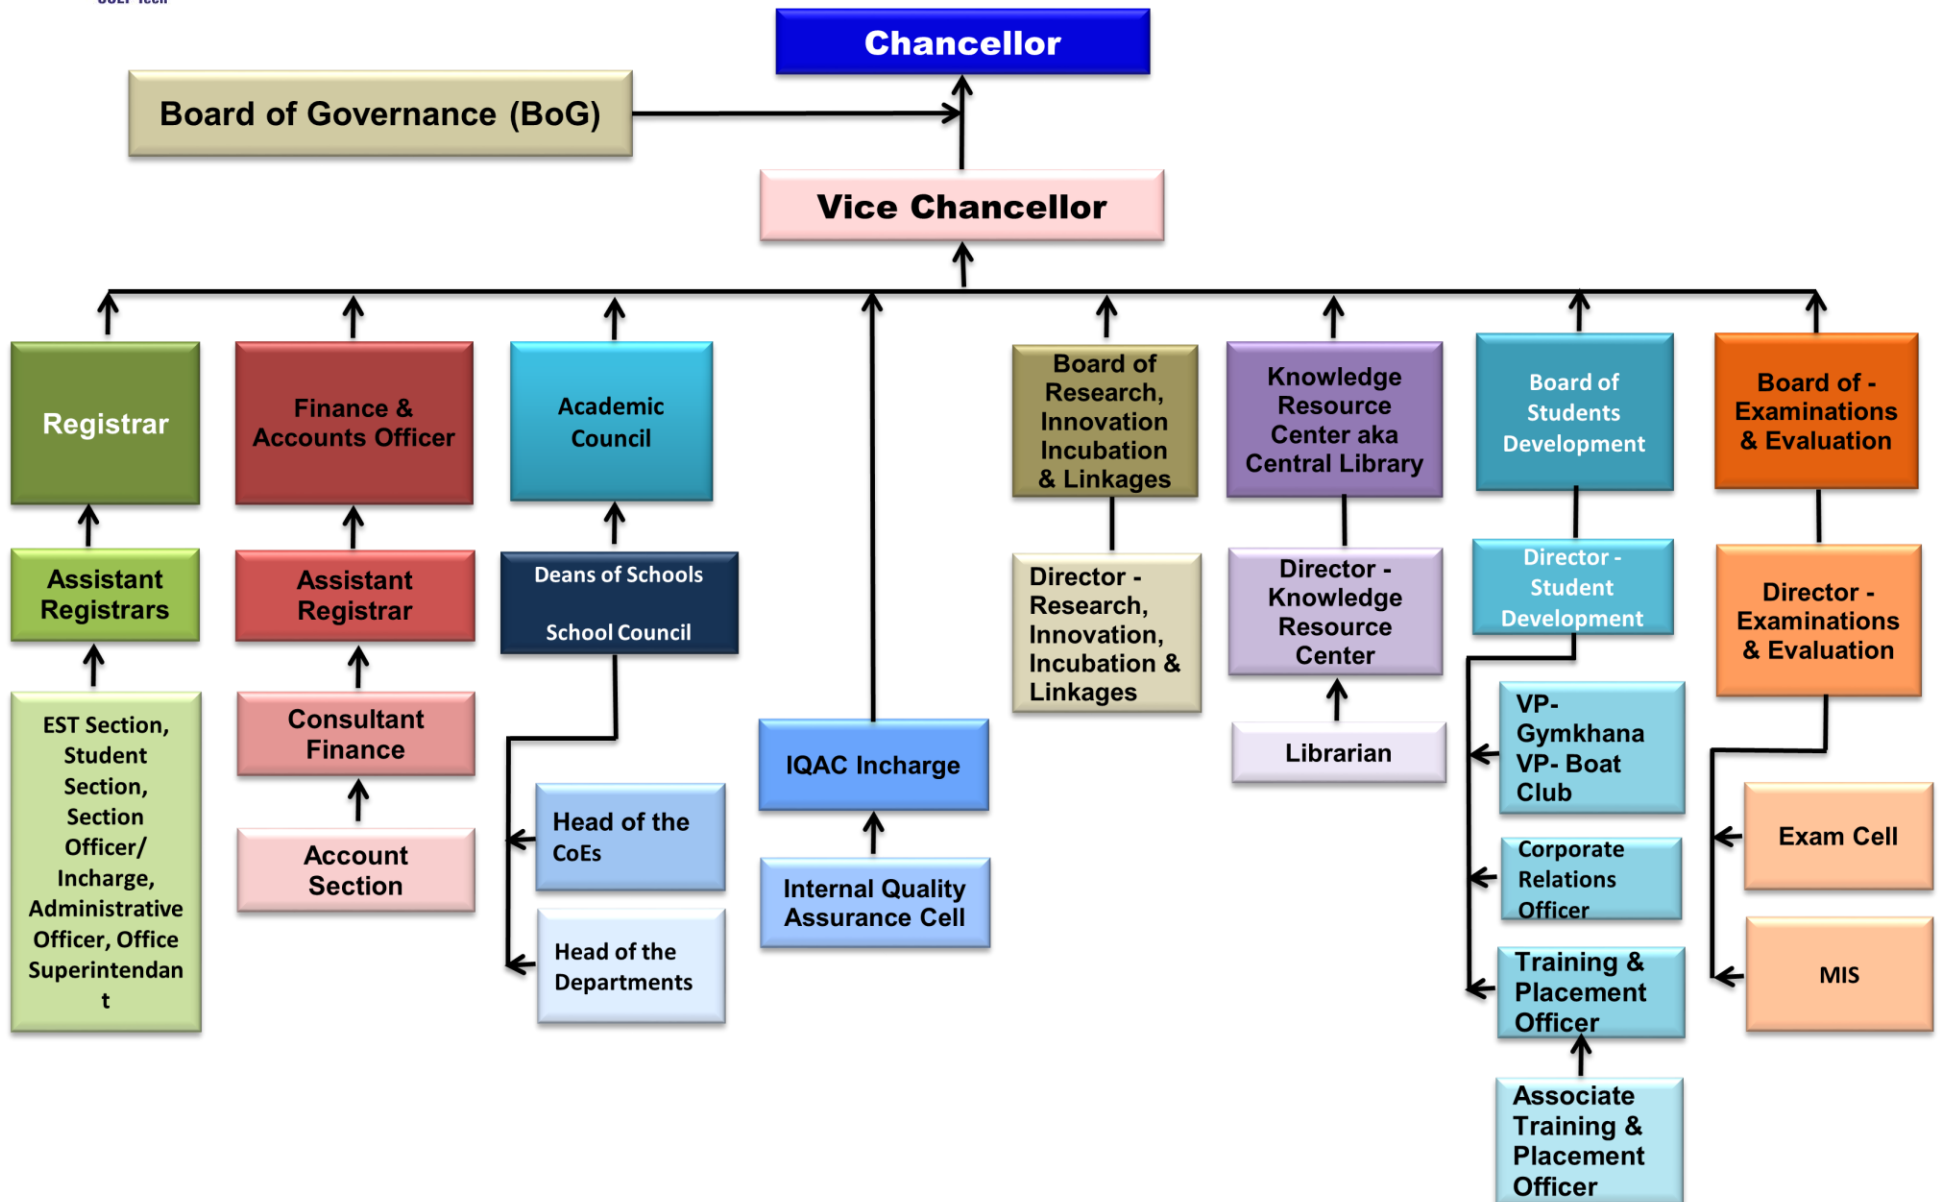 Chancellor
Board of Governance (BoG)
Vice Chancellor
Registrar
Assistant
Registrars
EST Section,
Student
Section,
Section
Officer/
Incharge,
Administrative
Officer, Office
Superintendan
t
Finance &
Accounts Officer
Assistant
Registrar
Consultant
Finance
Account
Section
Academic
Council
Deans of Schools
School Council
Head of the
CoEs
Head of the
Departments
IQAC Incharge
Internal Quality
Assurance Cell
Board of
Research,
Innovation
Incubation
& Linkages
Director -
Research,
Innovation,
Incubation &
Linkages
Knowledge
Resource
Center aka
Central Library
Director -
Knowledge
Resource
Center
Librarian
Board of
Students
Development
Director -
Student
Development
VP-
Gymkhana
VP- Boat
Club
Corporate
Relations
Officer
Training &
Placement
Officer
Associate
Training &
Placement
Officer
Board of -
Examinations
& Evaluation
Director -
Examinations
& Evaluation
Exam Cell
MIS